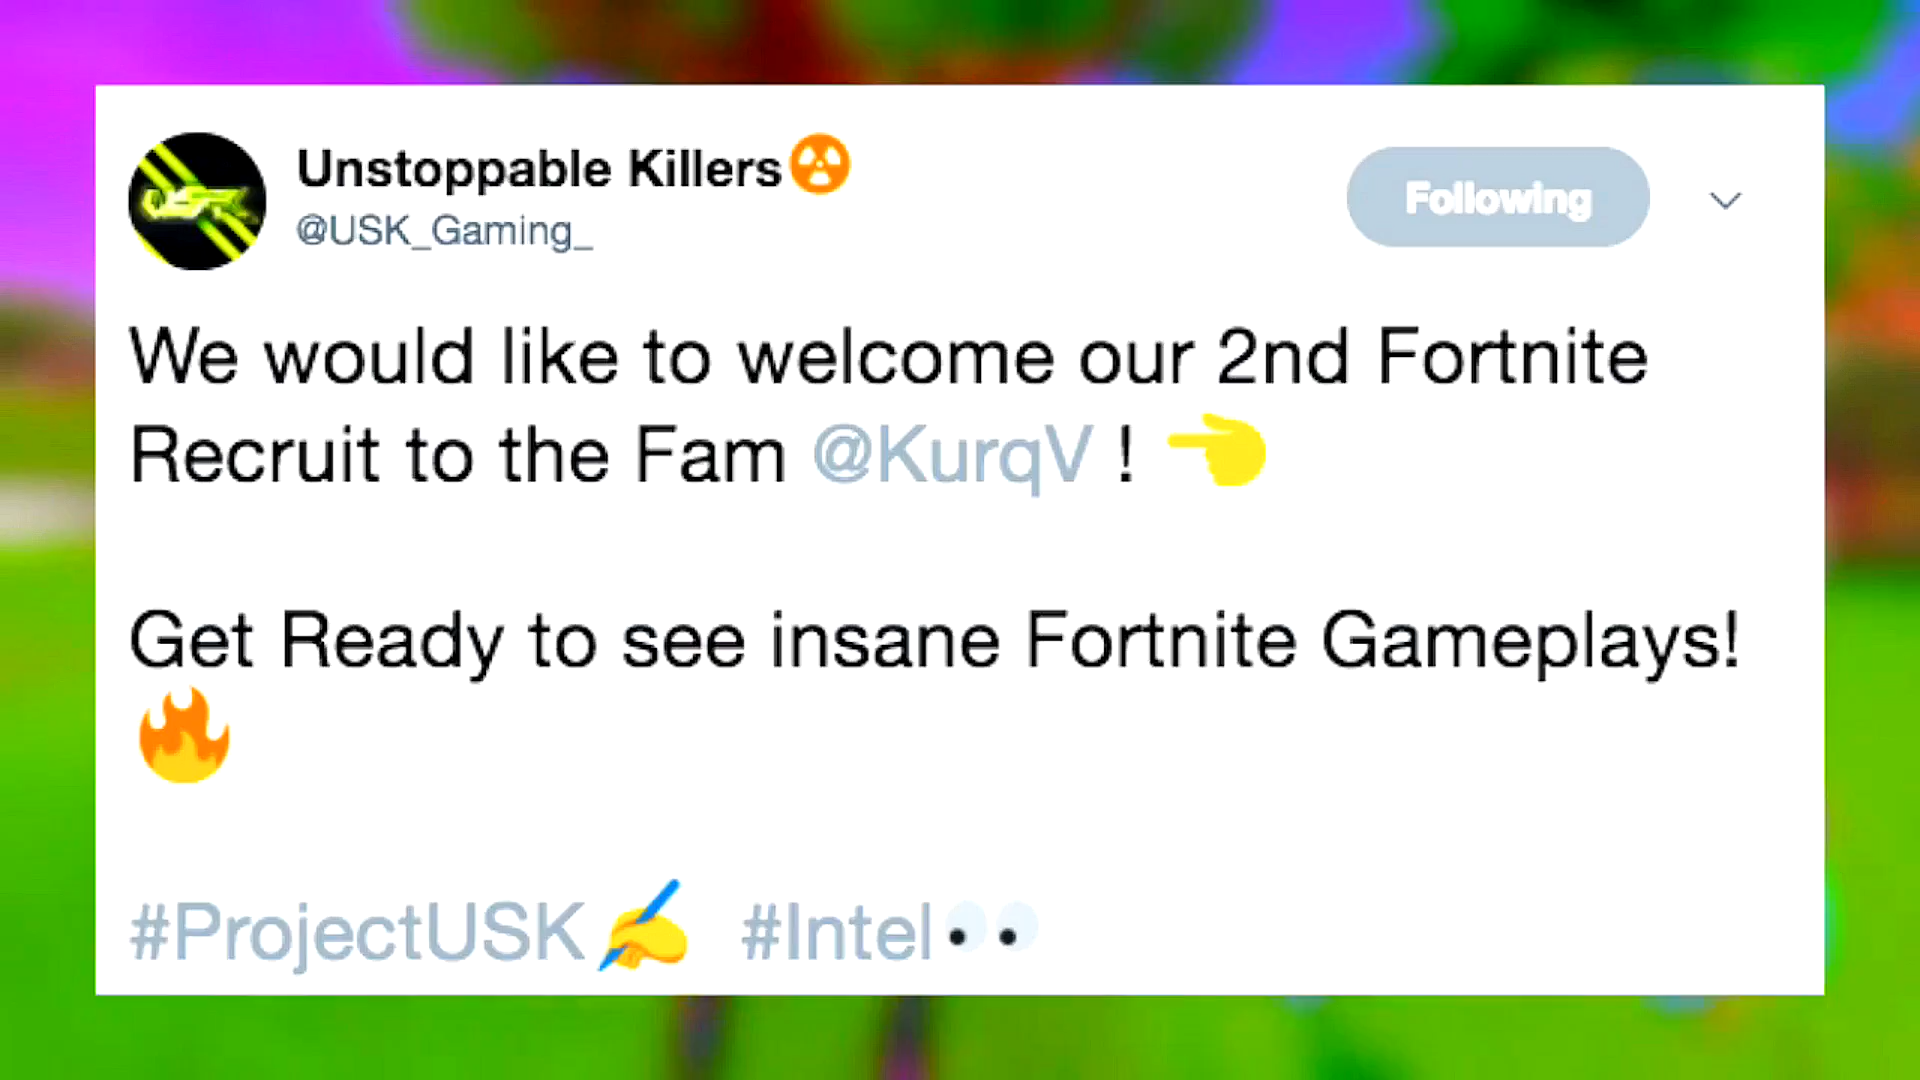 Unstoppable Killers☢️
@USK_Gaming_
Following
We would like to welcome our 2nd Fortnite
Recruit to the Fam @KurqV ! 👈
Get Ready to see insane Fortnite Gameplays!
🔥
#ProjectUSK✍️ #Intel👀